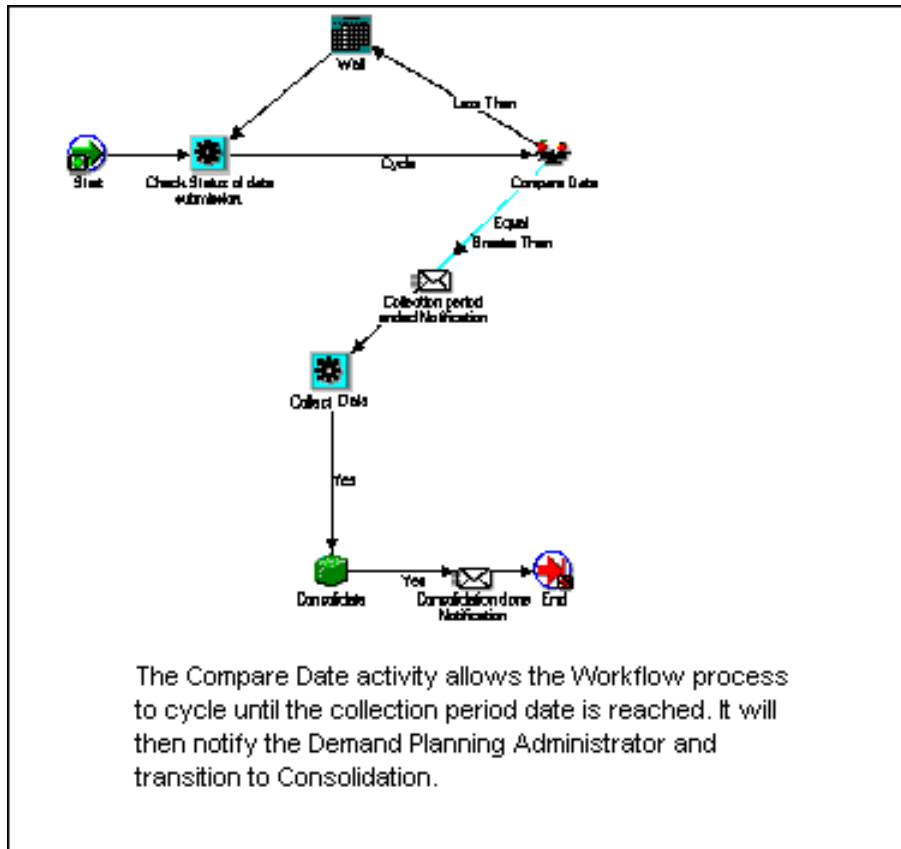 Wait
Less Then
Start
Check Status of data
submission.
Cycle
Compare Date
Equal
Greater Then
Collection period
ended Notification
Collect Data
Yes
Consolidate
Yes
Consolidation done
Notification
End
The Compare Date activity allows the Workflow process
to cycle until the collection period date is reached. It will
then notify the Demand Planning Administrator and
transition to Consolidation.